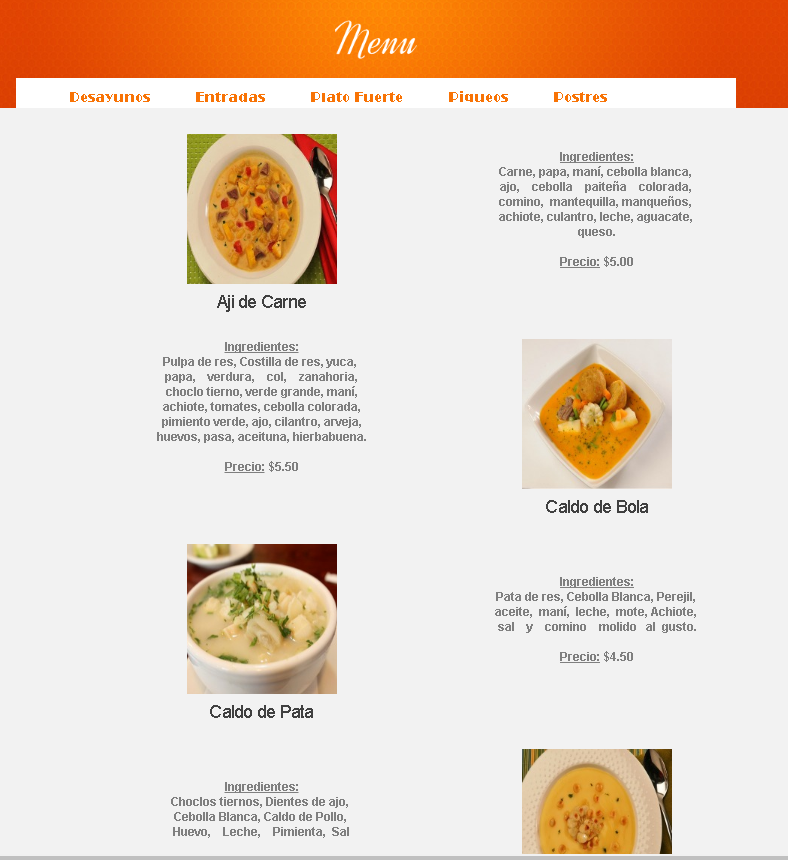 Menu
Desayunos Entradas Plato Fuerte Piqueos Postres
Aji de Carne
Ingredientes:
Carne, papa, maní, cebolla blanca,
ajo, cebolla paiteña colorada,
comino, mantequilla, manqueños,
achiote, culantro, leche, aguacate,
queso.
Precio: $5.00
Ingredientes:
Pulpa de res, Costilla de res, yuca,
papa, verdura, col, zanahoria,
choclo tierno, verde grande, maní,
achiote, tomates, cebolla colorada,
pimiento verde, ajo, cilantro, arveja,
huevos, pasa, aceituna, hierbabuena.
Precio: $5.50
Caldo de Bola
Caldo de Pata
Ingredientes:
Pata de res, Cebolla Blanca, Perejil,
aceite, maní, leche, mote, Achiote,
sal y comino molido al gusto.
Precio: $4.50
Ingredientes:
Choclos tiernos, Dientes de ajo,
Cebolla Blanca, Caldo de Pollo,
Huevo, Leche, Pimienta, Sal